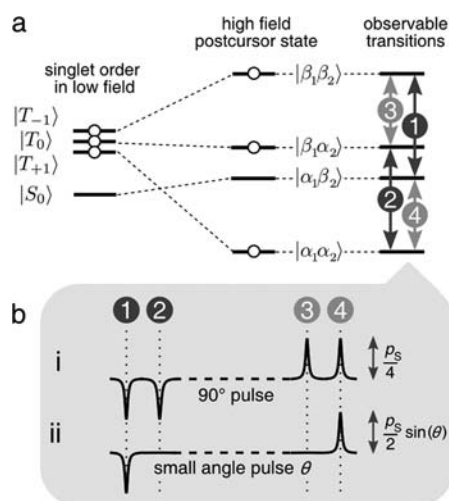 a
singlet order
in low field
high field
postcursor state
observable
transitions
|T₋₁⟩
|T₀⟩
|T₊₁⟩
|S₀⟩
|β₁β₂⟩
|β₁α₂⟩
|α₁β₂⟩
|α₁α₂⟩
3
1
2
4
b
1 2 3 4
i
90° pulse
pₛ/4
ii
small angle pulse θ
pₛ/2 sin(θ)